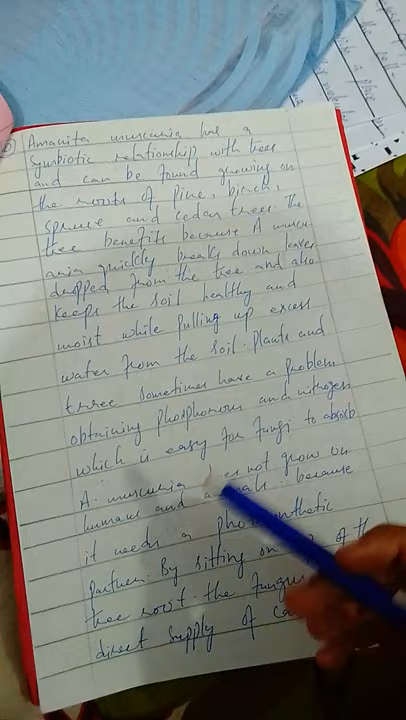 Amanita muscaria has a
symbiotic relationship with trees
and can be found growing on
the roots of Pine, birch,
spruce and cedar trees. The
tree benefits because A musc
aria quickly breaks down leaves
dropped from the tree and also
keeps the soil healthy and
moist while pulling up excess
water from the soil. Plants and
tree sometimes have a problem
obtaining phosphorous and nitrogen
which is easy for fungi to absorb
A. muscaria not grow on
humans and because
it needs a
Partner. By sitting on of
tree root the fungus
direct supply of